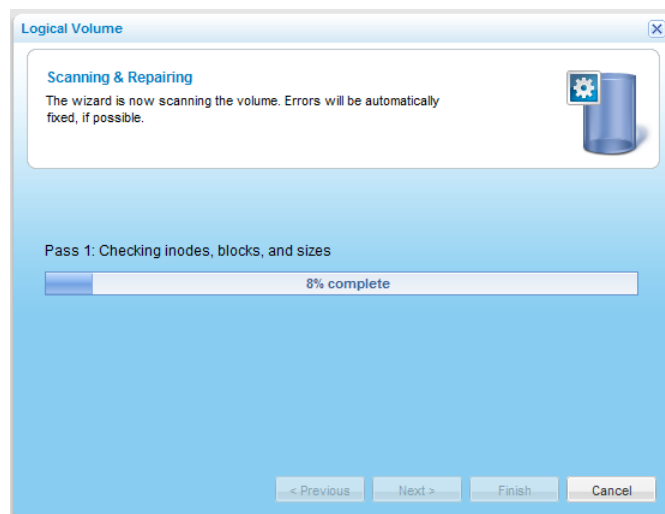 Logical Volume
Scanning & Repairing
The wizard is now scanning the volume. Errors will be automatically
fixed, if possible.
Pass 1: Checking inodes, blocks, and sizes
8% complete
< Previous
Next >
Finish
Cancel